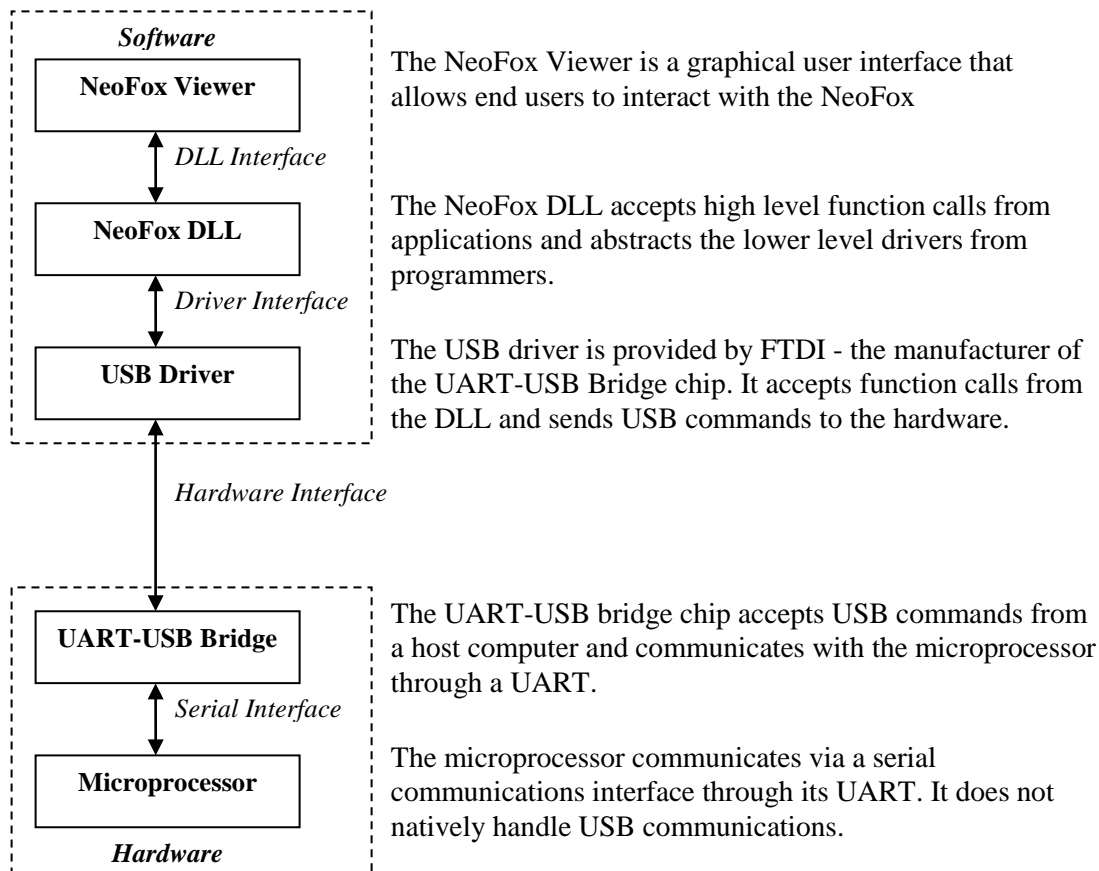 Software
NeoFox Viewer
The NeoFox Viewer is a graphical user interface that
allows end users to interact with the NeoFox
DLL Interface
NeoFox DLL
The NeoFox DLL accepts high level function calls from
applications and abstracts the lower level drivers from
programmers.
Driver Interface
USB Driver
The USB driver is provided by FTDI - the manufacturer of
the UART-USB Bridge chip. It accepts function calls from
the DLL and sends USB commands to the hardware.
Hardware Interface
UART-USB Bridge
The UART-USB bridge chip accepts USB commands from
a host computer and communicates with the microprocessor
through a UART.
Serial Interface
Microprocessor
The microprocessor communicates via a serial
communications interface through its UART. It does not
natively handle USB communications.
Hardware